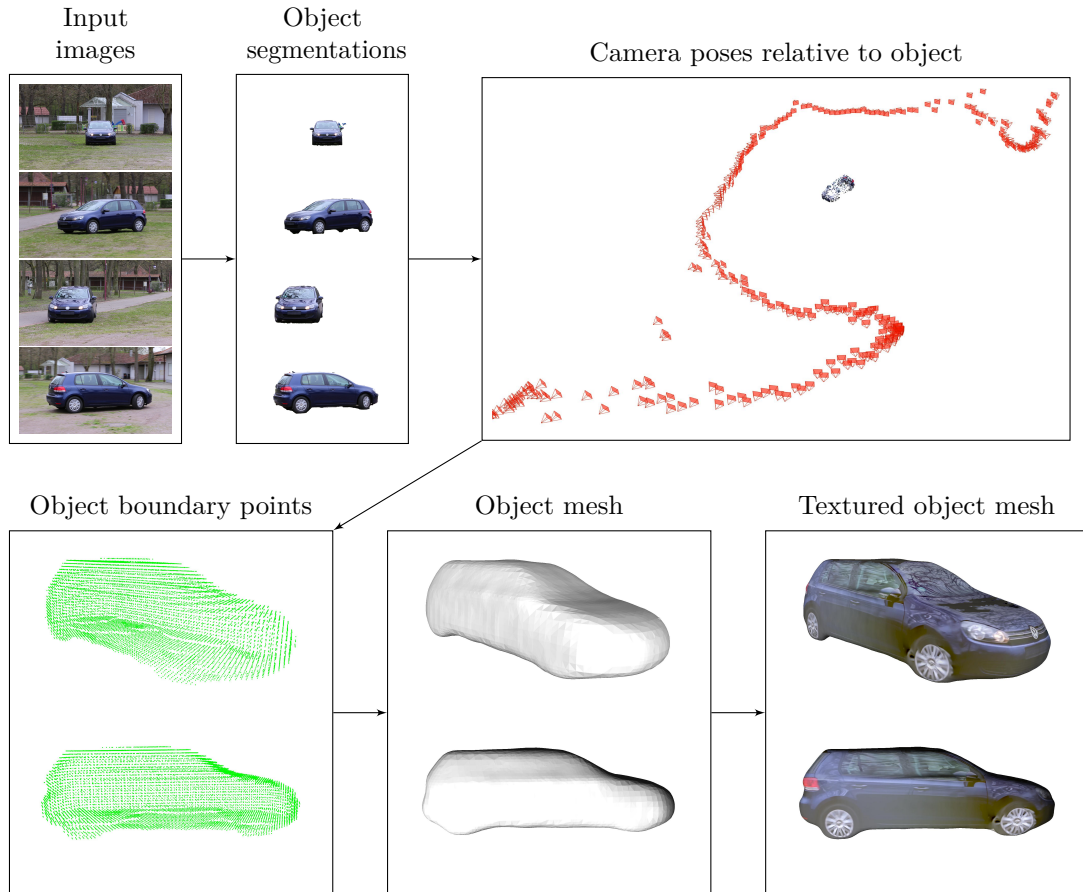 Input
images
Object
segmentations
Camera poses relative to object
Object boundary points
Object mesh
Textured object mesh